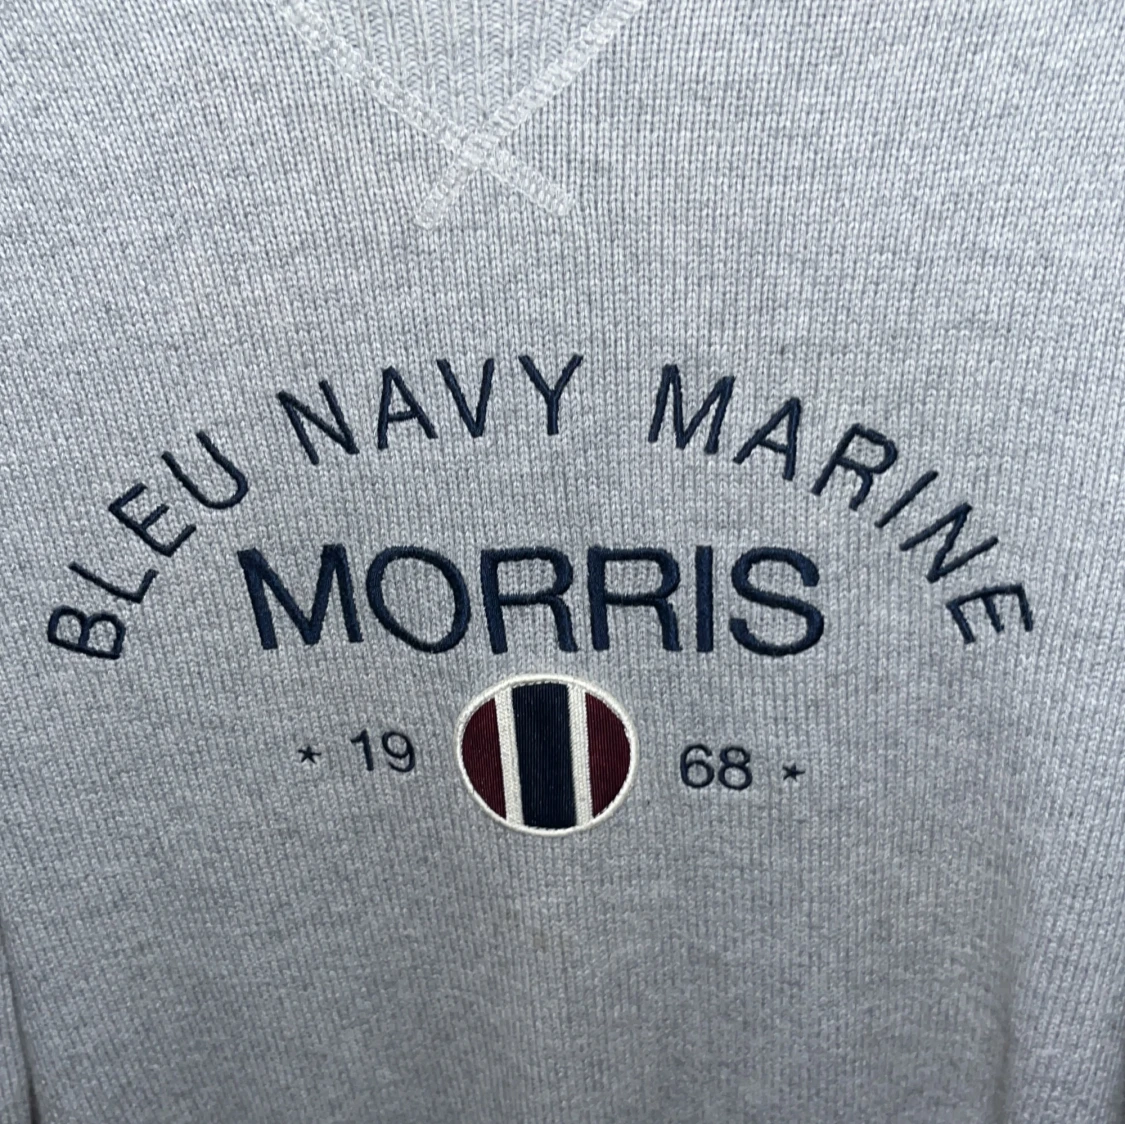 BLEU NAVY MARINE
MORRIS
* 19 68 *